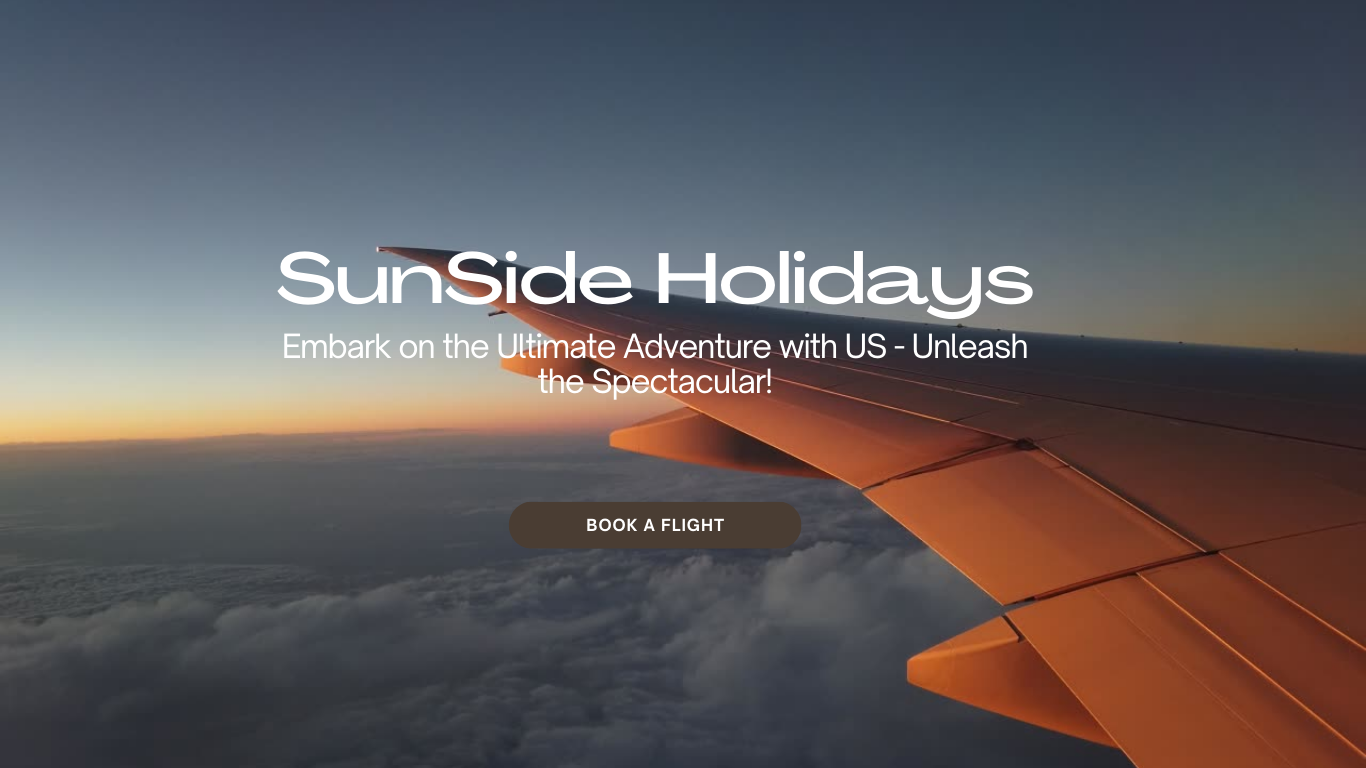 SunSide Holidays
Embark on the Ultimate Adventure with US - Unleash
the Spectacular!
BOOK A FLIGHT